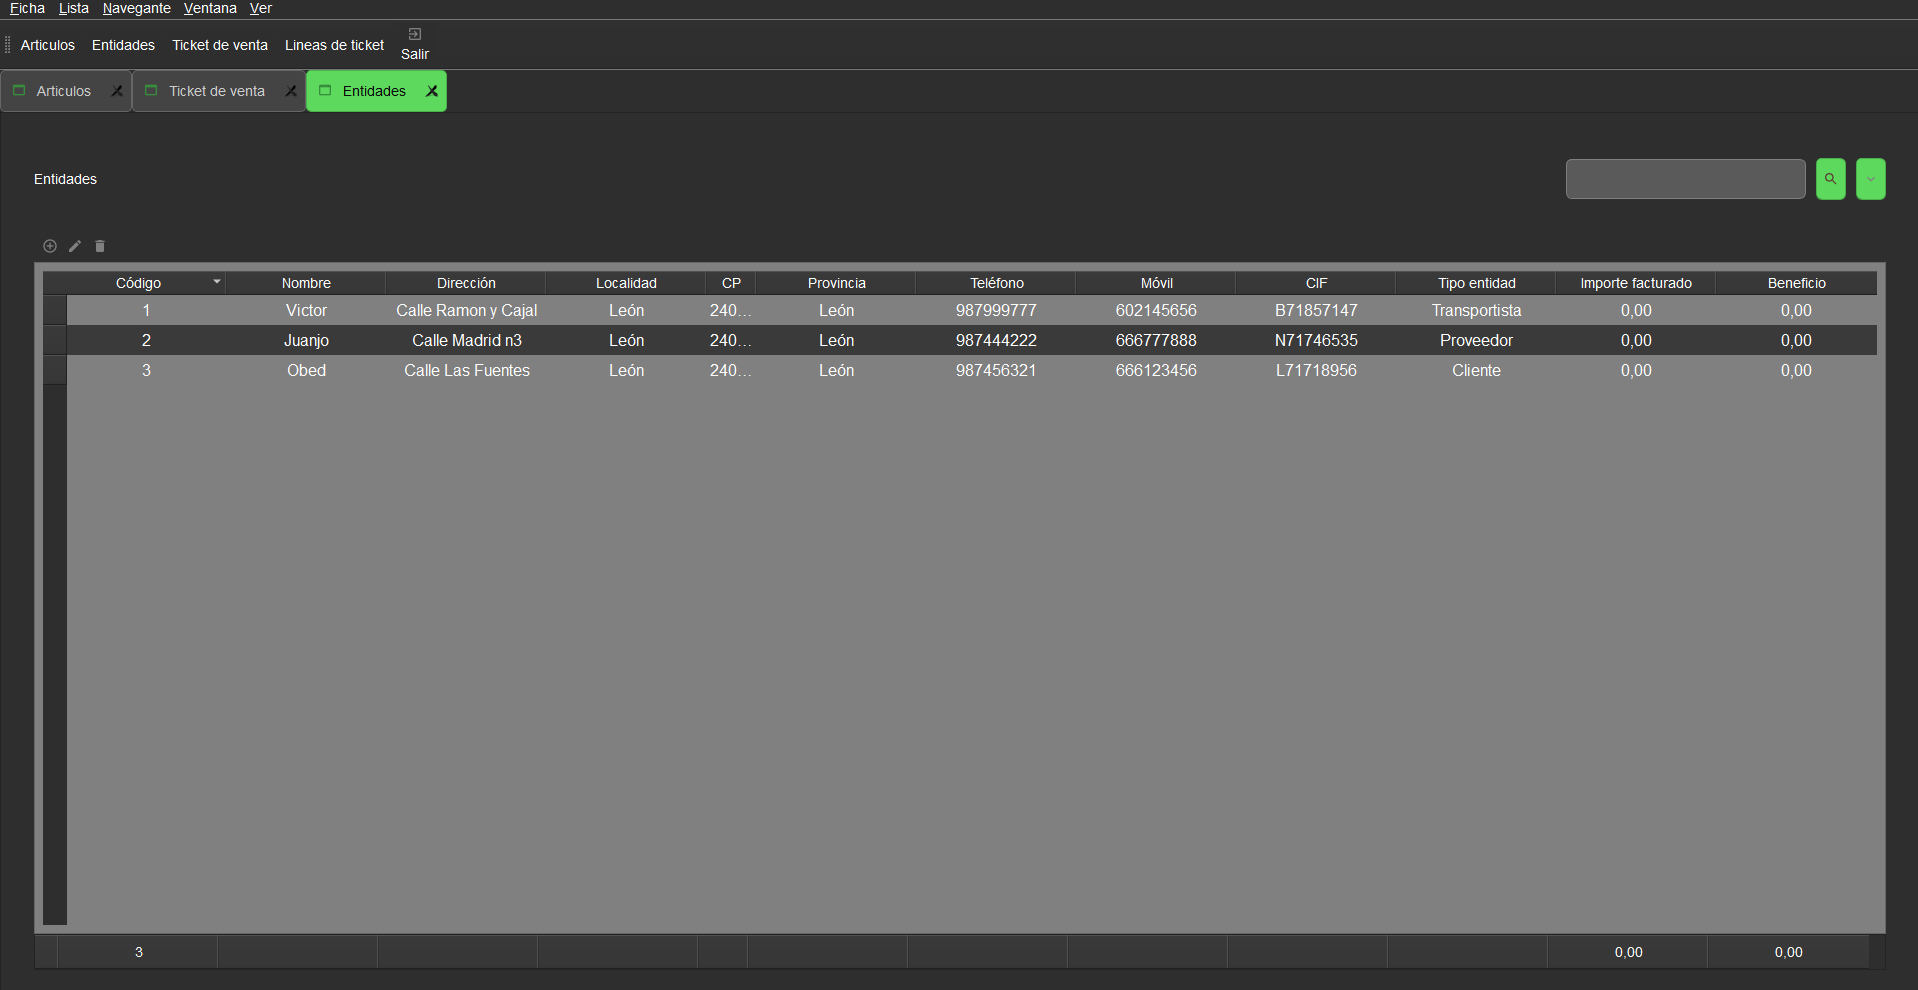 Ficha Lista Navegante Ventana Ver
Articulos Entidades Ticket de venta Lineas de ticket Salir
Articulos Ticket de venta Entidades
Entidades
Código Nombre Dirección Localidad CP Provincia Teléfono Móvil CIF Tipo entidad Importe facturado Beneficio
1 Victor Calle Ramon y Cajal León 240... León 987999777 602145656 B71857147 Transportista 0,00 0,00
2 Juanjo Calle Madrid n3 León 240... León 987444222 666777888 N71746535 Proveedor 0,00 0,00
3 Obed Calle Las Fuentes León 240... León 987456321 666123456 L71718956 Cliente 0,00 0,00
3 0,00 0,00